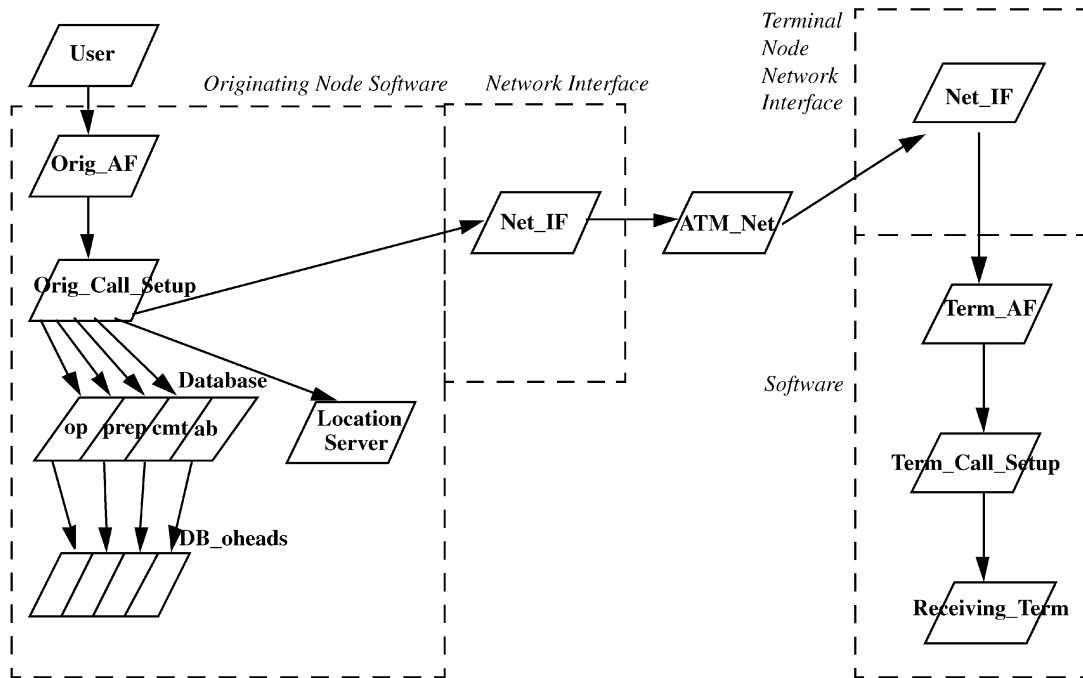 User
Originating Node Software
Network Interface
Terminal
Node
Network
Interface
Net_IF
Orig_AF
Net_IF
ATM_Net
Orig_Call_Setup
Term_AF
Database
Software
op prep cmt ab
Location
Server
Term_Call_Setup
DB_oheads
Receiving_Term